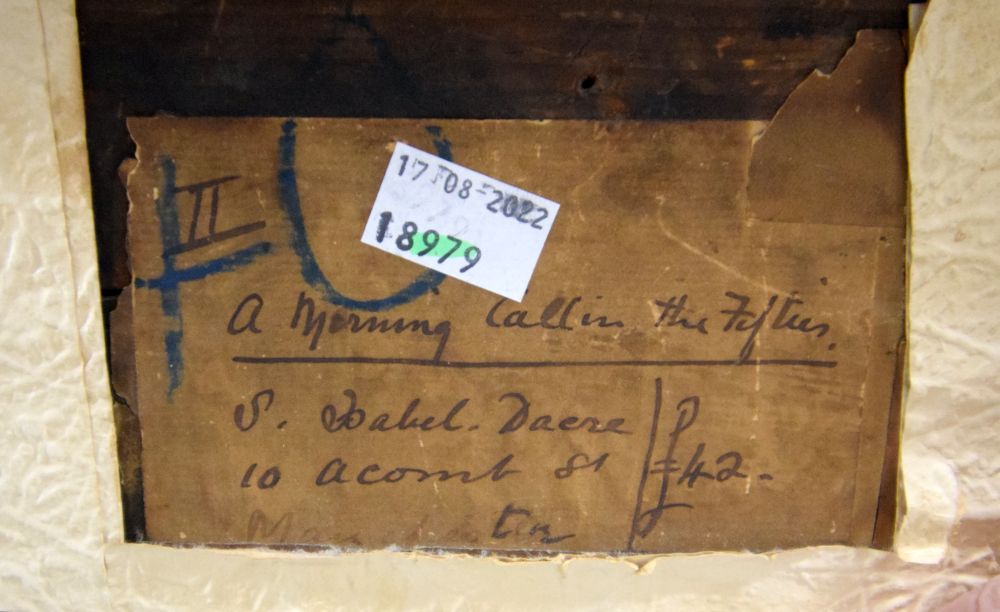 17 08-2022
18979
II
A Morning Call in the Fifties.
S. Isabel. Dacre
10 Acomb St £42.